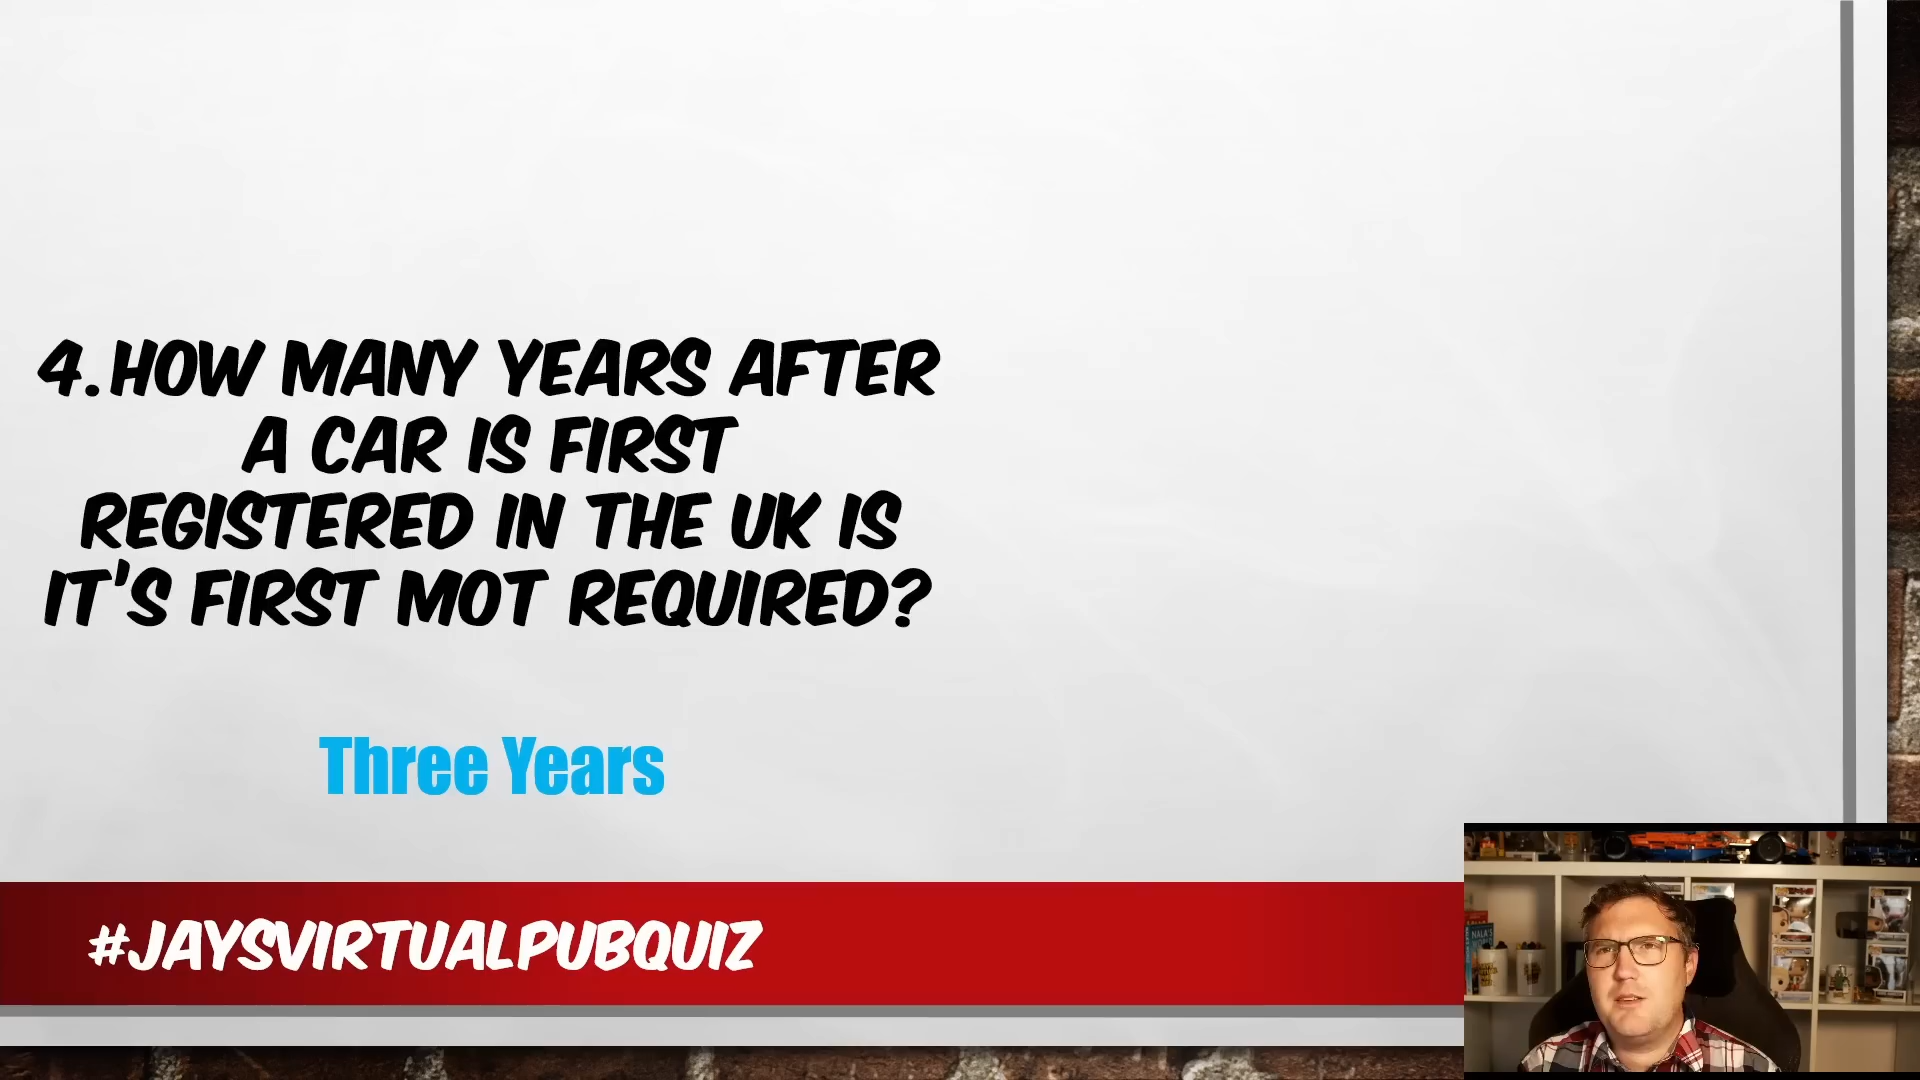 4. HOW MANY YEARS AFTER
A CAR IS FIRST
REGISTERED IN THE UK IS
IT'S FIRST MOT REQUIRED?
Three Years
#JAYSVIRTUALPUBQUIZ
NALA'S